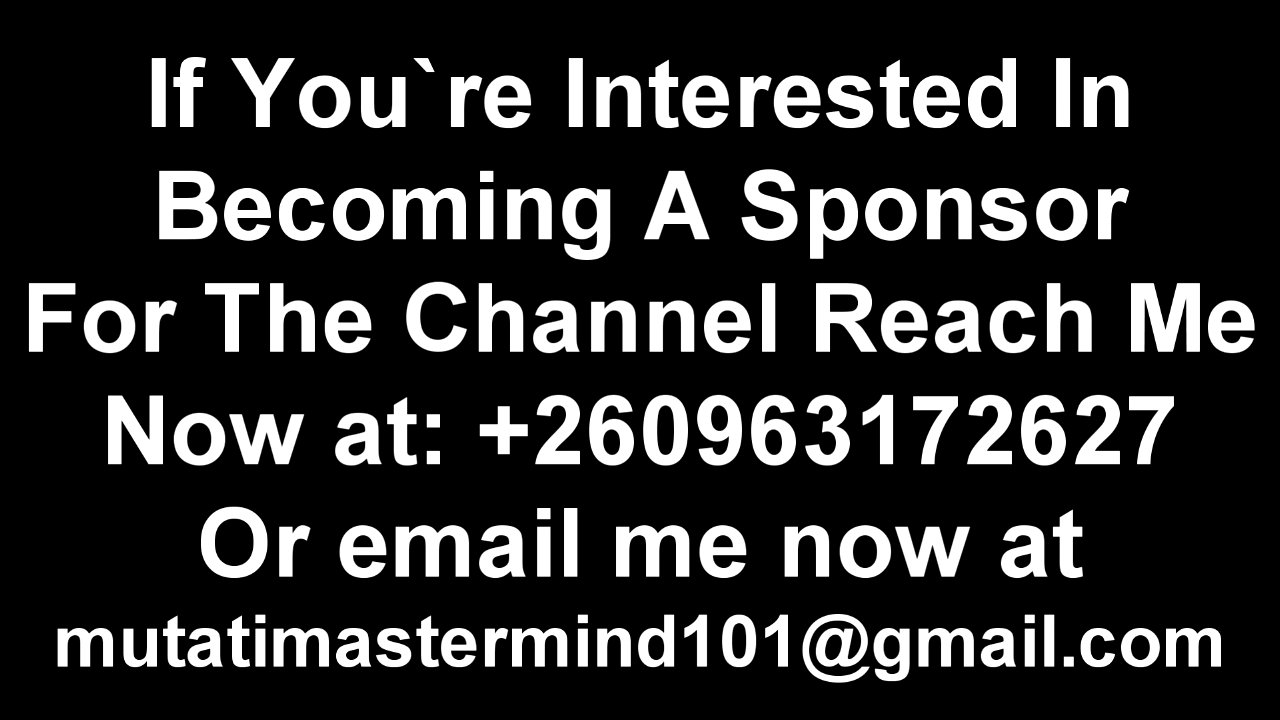 If You`re Interested In
Becoming A Sponsor
For The Channel Reach Me
Now at: +260963172627
Or email me now at
mutatimastermind101@gmail.com